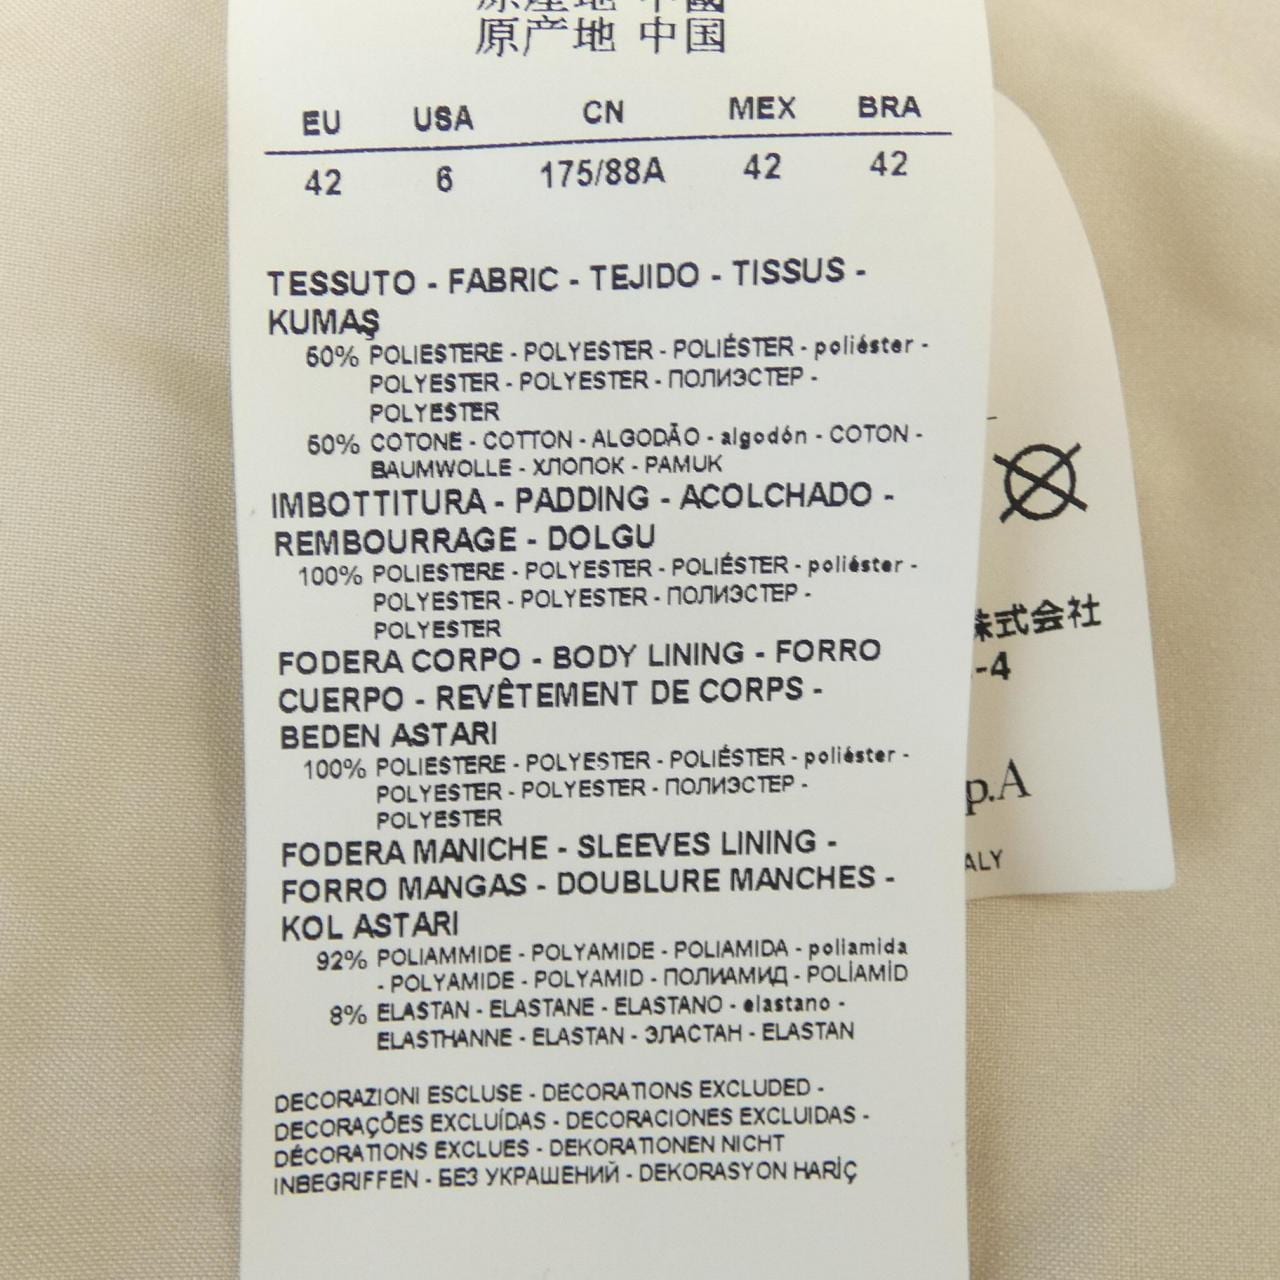 原產地 中國
原产地 中国
EU USA CN MEX BRA
42 6 175/88A 42 42
TESSUTO - FABRIC - TEJIDO - TISSUS -
KUMAŞ
50% POLIESTERE - POLYESTER - POLIÉSTER - poliéster -
POLYESTER - POLYESTER - ПОЛИЭСТЕР -
POLYESTER
50% COTONE - COTTON - ALGODÃO - algodón - COTON -
BAUMWOLLE - ХЛОПОК - PAMUK
IMBOTTITURA - PADDING - ACOLCHADO -
REMBOURRAGE - DOLGU
100% POLIESTERE - POLYESTER - POLIÉSTER - poliéster -
POLYESTER - POLYESTER - ПОЛИЭСТЕР -
POLYESTER
FODERA CORPO - BODY LINING - FORRO
CUERPO - REVÊTEMENT DE CORPS -
BEDEN ASTARI
100% POLIESTERE - POLYESTER - POLIÉSTER - poliéster -
POLYESTER - POLYESTER - ПОЛИЭСТЕР -
POLYESTER
FODERA MANICHE - SLEEVES LINING -
FORRO MANGAS - DOUBLURE MANCHES -
KOL ASTARI
92% POLIAMMIDE - POLYAMIDE - POLIAMIDA - poliamida
- POLYAMIDE - POLYAMID - ПОЛИАМИД - POLİAMİD
8% ELASTAN - ELASTANE - ELASTANO - elastano -
ELASTHANNE - ELASTAN - ЭЛАСТАН - ELASTAN
DECORAZIONI ESCLUSE - DECORATIONS EXCLUDED -
DECORAÇÕES EXCLUÍDAS - DECORACIONES EXCLUIDAS -
DÉCORATIONS EXCLUES - DEKORATIONEN NICHT
INBEGRIFFEN - БЕЗ УКРАШЕНИЙ - DEKORASYON HARİÇ
株式会社
-4
p.A
ALY